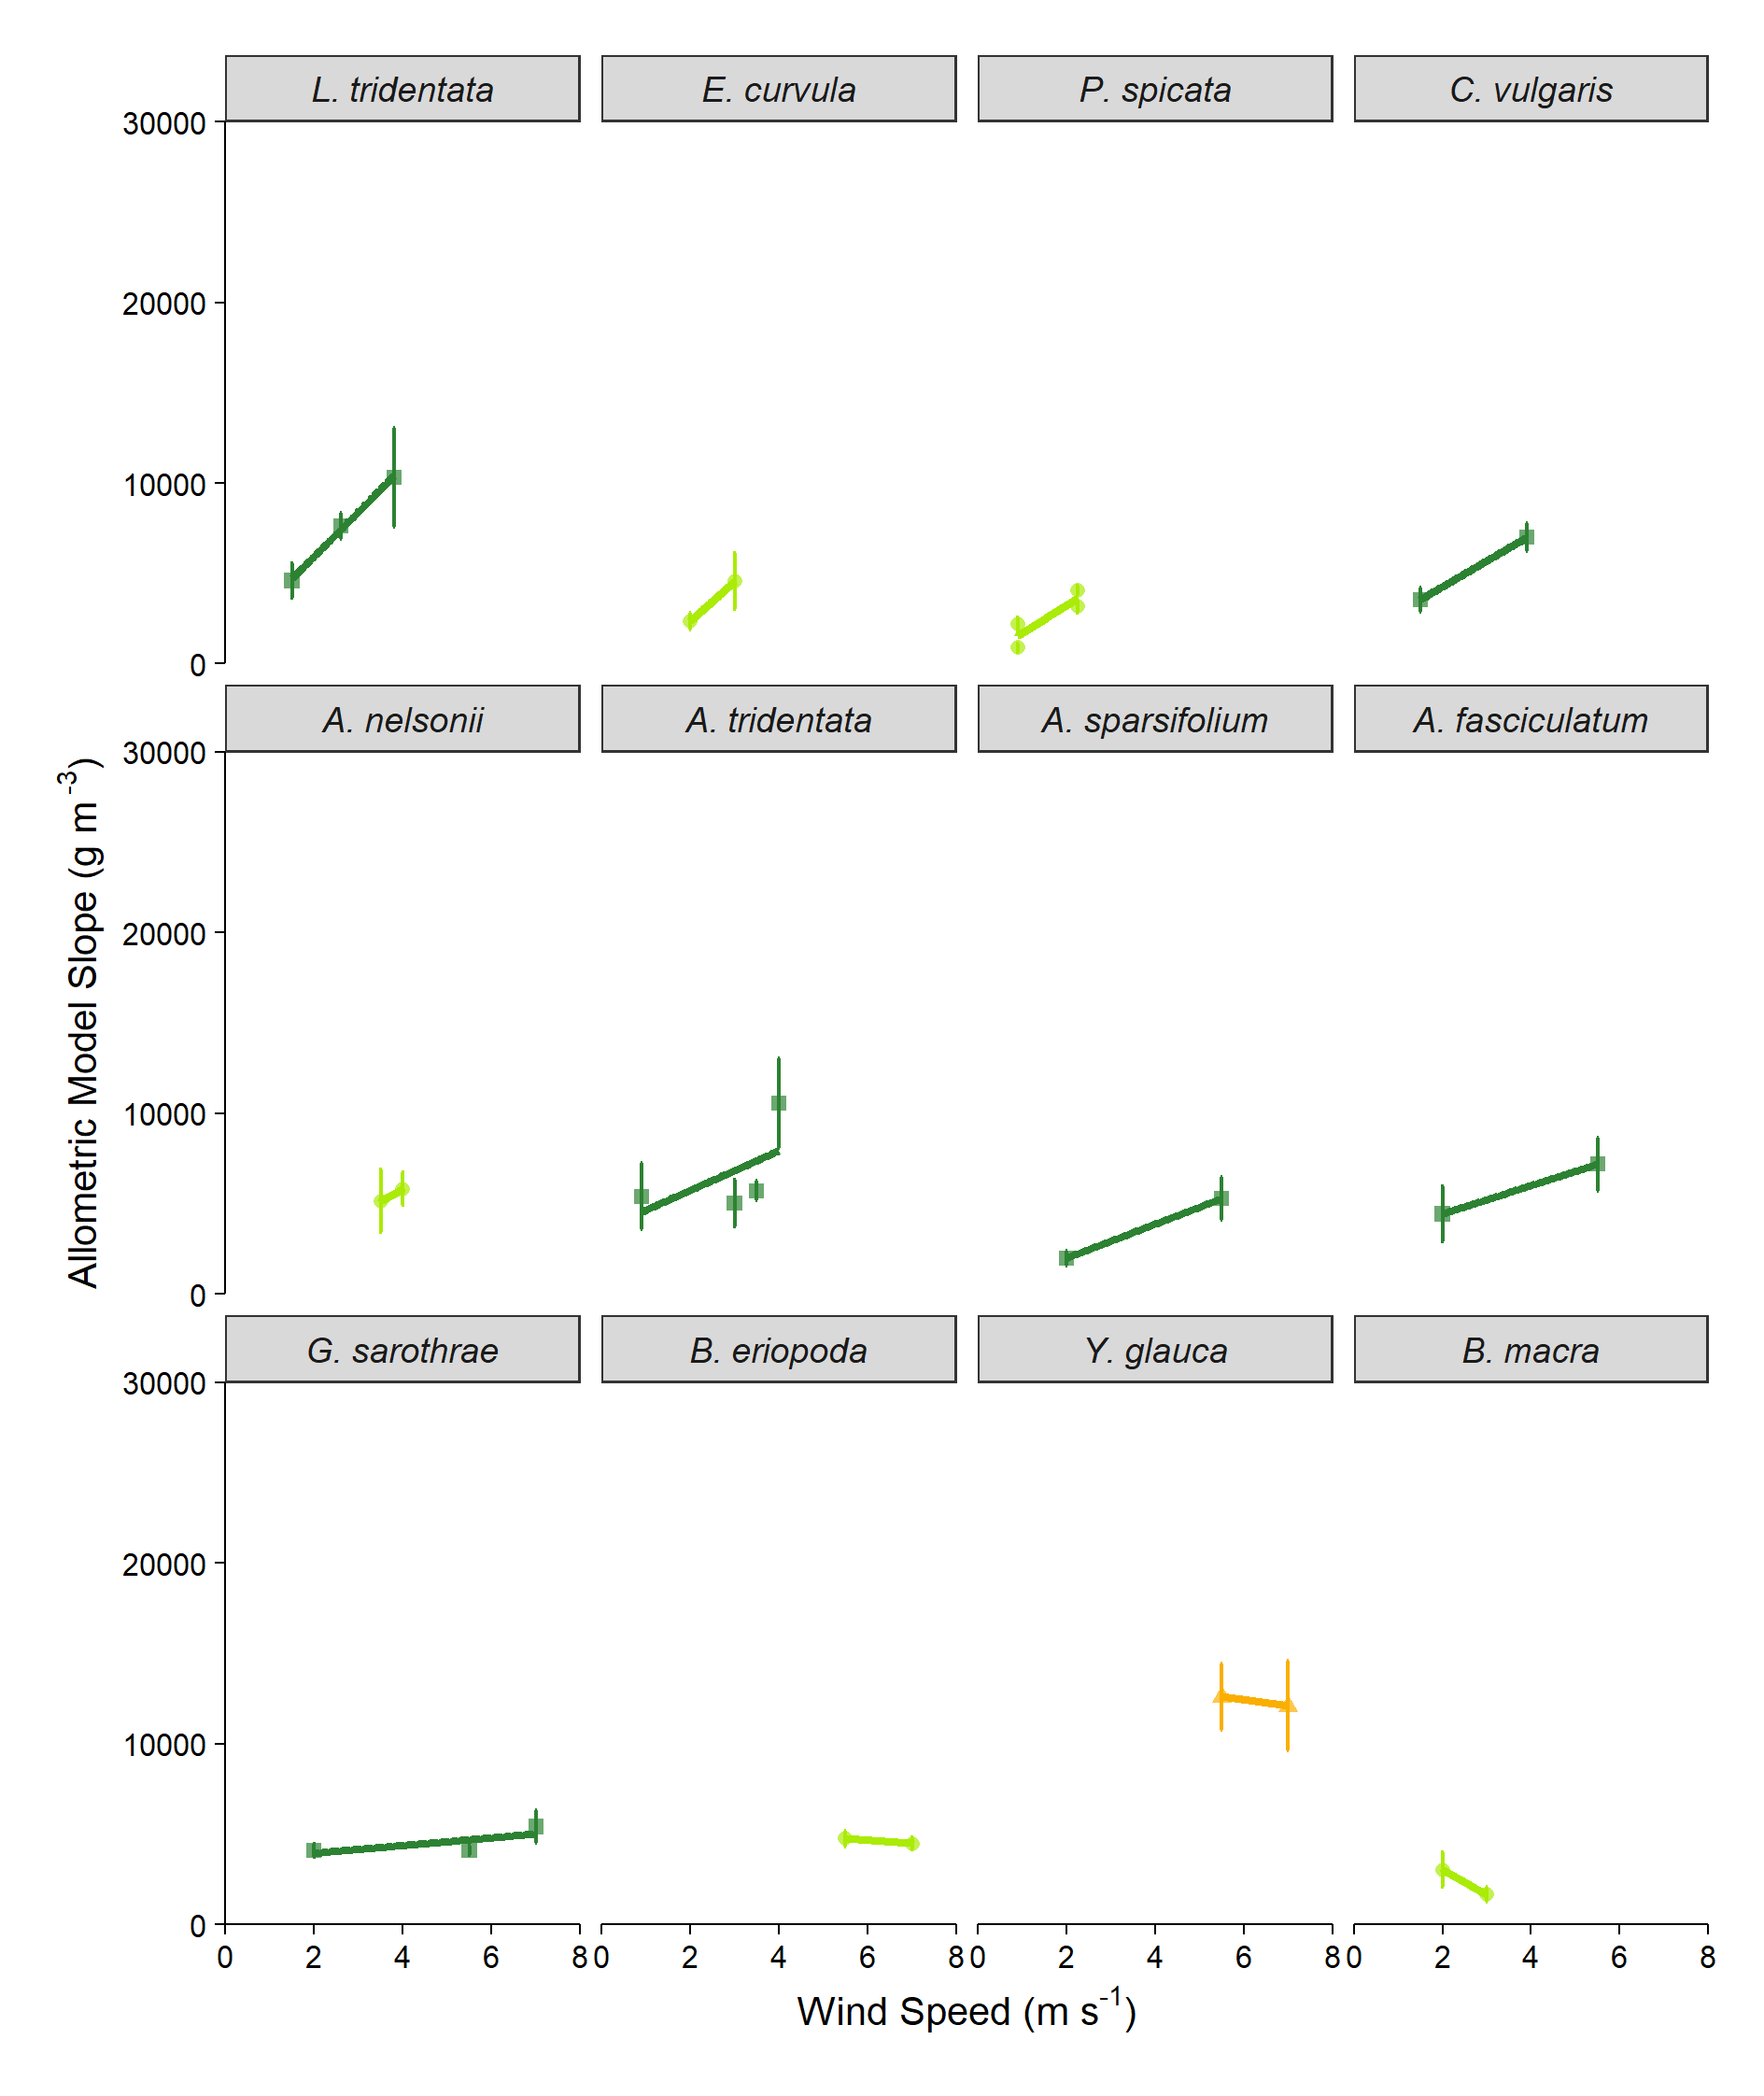 L. tridentata E. curvula P. spicata C. vulgaris
30000
20000
10000
0
A. nelsonii A. tridentata A. sparsifolium A. fasciculatum
30000
20000
10000
0
Allometric Model Slope (g m⁻³)
G. sarothrae B. eriopoda Y. glauca B. macra
30000
20000
10000
0
0 2 4 6 8 0 2 4 6 8 0 2 4 6 8 0 2 4 6 8
Wind Speed (m s⁻¹)